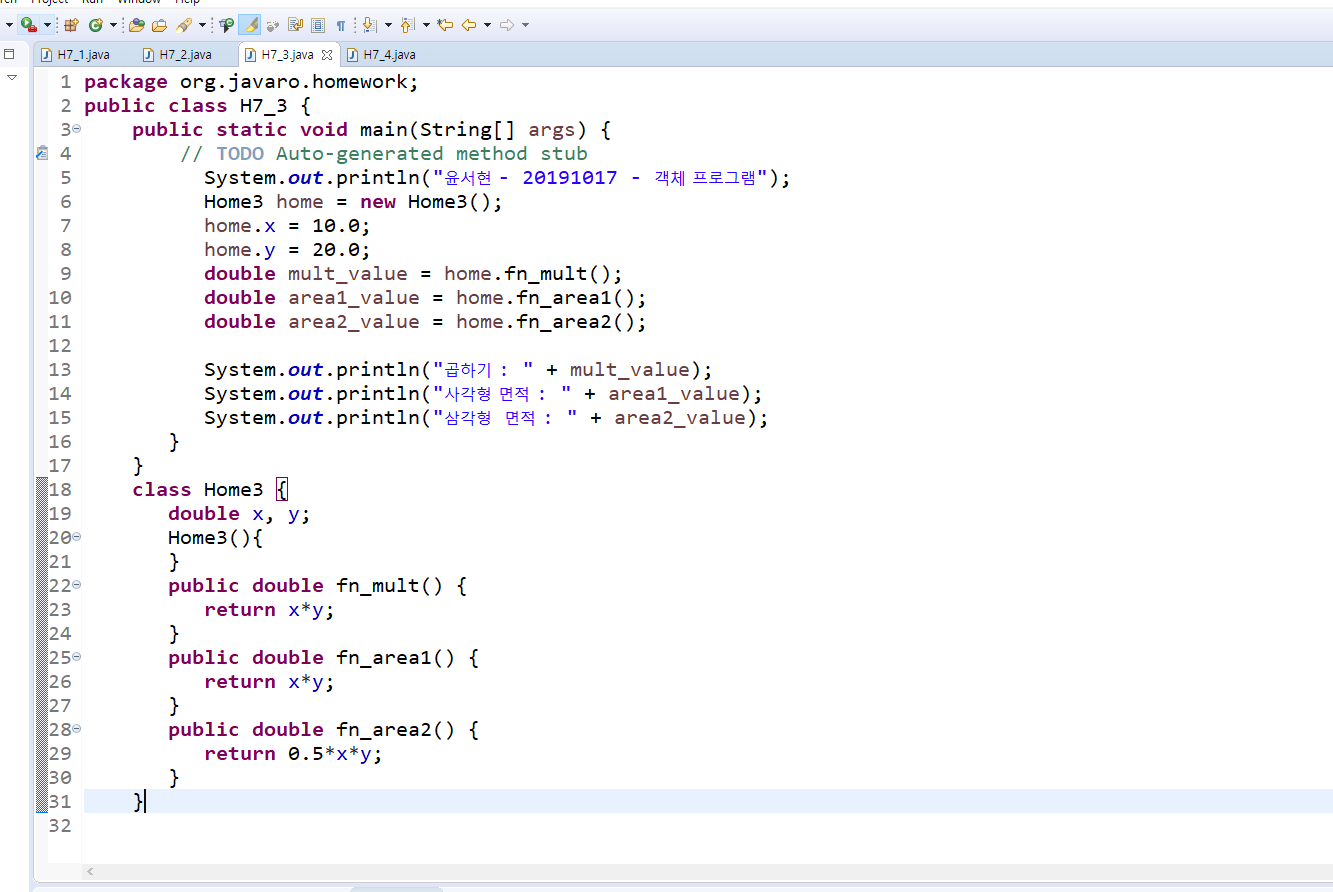 Project Run Window Help
H7_1.java H7_2.java H7_3.java H7_4.java
1 package org.javaro.homework;
2 public class H7_3 {
3 public static void main(String[] args) {
4 // TODO Auto-generated method stub
5 System.out.println("윤서현 - 20191017 - 객체 프로그램");
6 Home3 home = new Home3();
7 home.x = 10.0;
8 home.y = 20.0;
9 double mult_value = home.fn_mult();
10 double area1_value = home.fn_area1();
11 double area2_value = home.fn_area2();
12
13 System.out.println("곱하기 : " + mult_value);
14 System.out.println("사각형 면적 : " + area1_value);
15 System.out.println("삼각형 면적 : " + area2_value);
16 }
17 }
18 class Home3 {
19 double x, y;
20 Home3(){
21 }
22 public double fn_mult() {
23 return x*y;
24 }
25 public double fn_area1() {
26 return x*y;
27 }
28 public double fn_area2() {
29 return 0.5*x*y;
30 }
31 }
32